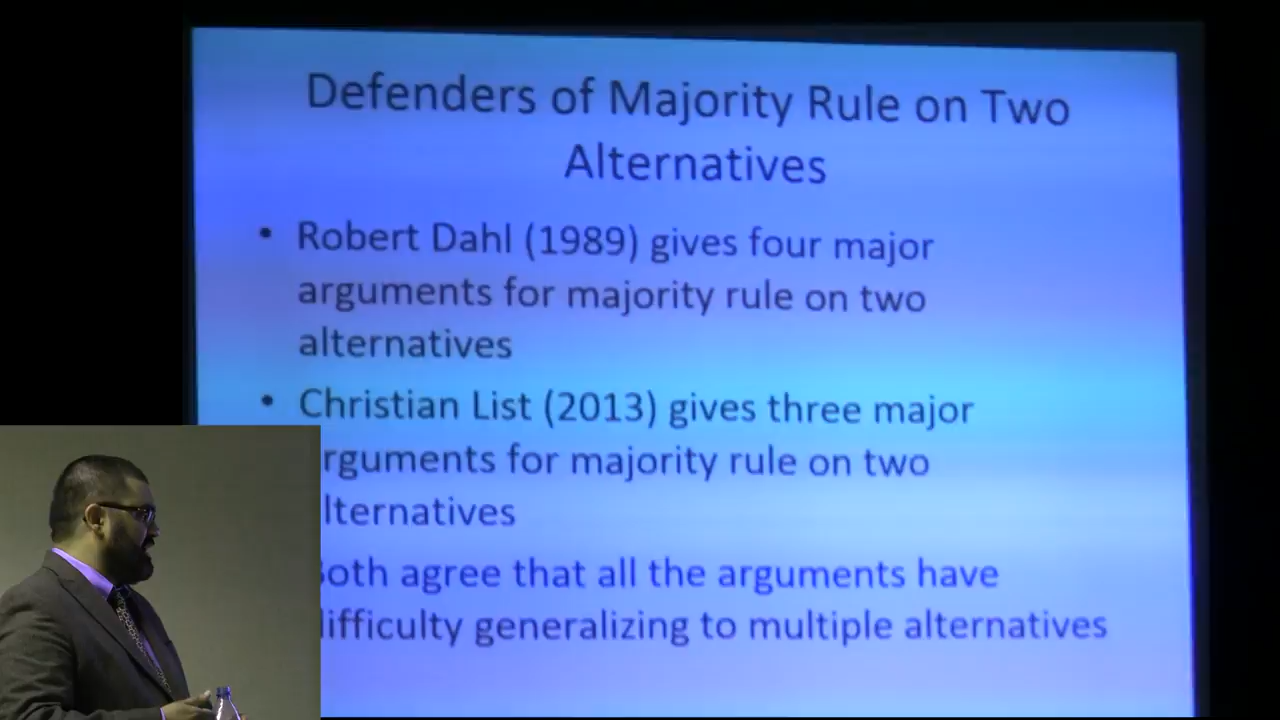 Defenders of Majority Rule on Two
Alternatives
• Robert Dahl (1989) gives four major
arguments for majority rule on two
alternatives
• Christian List (2013) gives three major
rguments for majority rule on two
lternatives
oth agree that all the arguments have
ifficulty generalizing to multiple alternatives